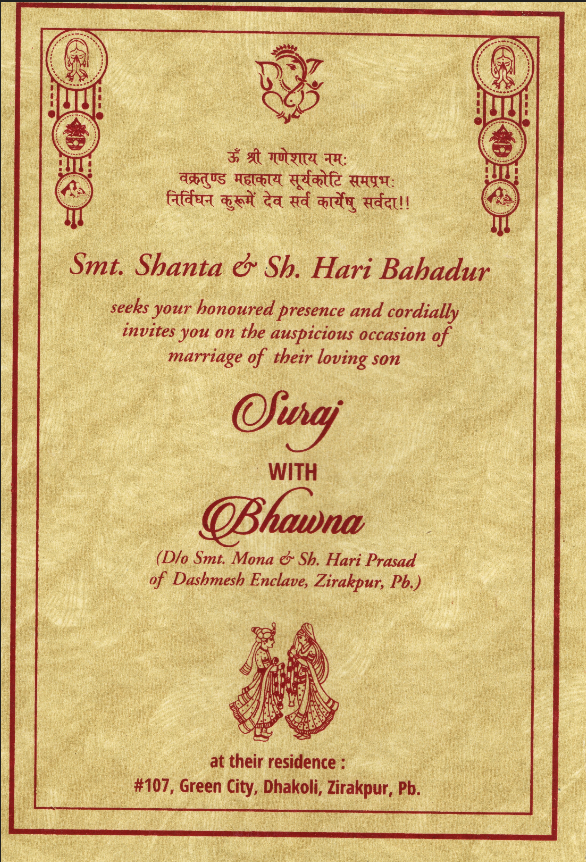 ॐ श्री गणेशाय नमः
वक्रतुण्ड महाकाय सूर्यकोटि समप्रभः
निर्विघन कुरूमें देव सर्व कार्येषु सर्वदा!!
Smt. Shanta & Sh. Hari Bahadur
seeks your honoured presence and cordially
invites you on the auspicious occasion of
marriage of their loving son
Suraj
WITH
Bhawna
(D/o Smt. Mona & Sh. Hari Prasad
of Dashmesh Enclave, Zirakpur, Pb.)
at their residence :
#107, Green City, Dhakoli, Zirakpur, Pb.